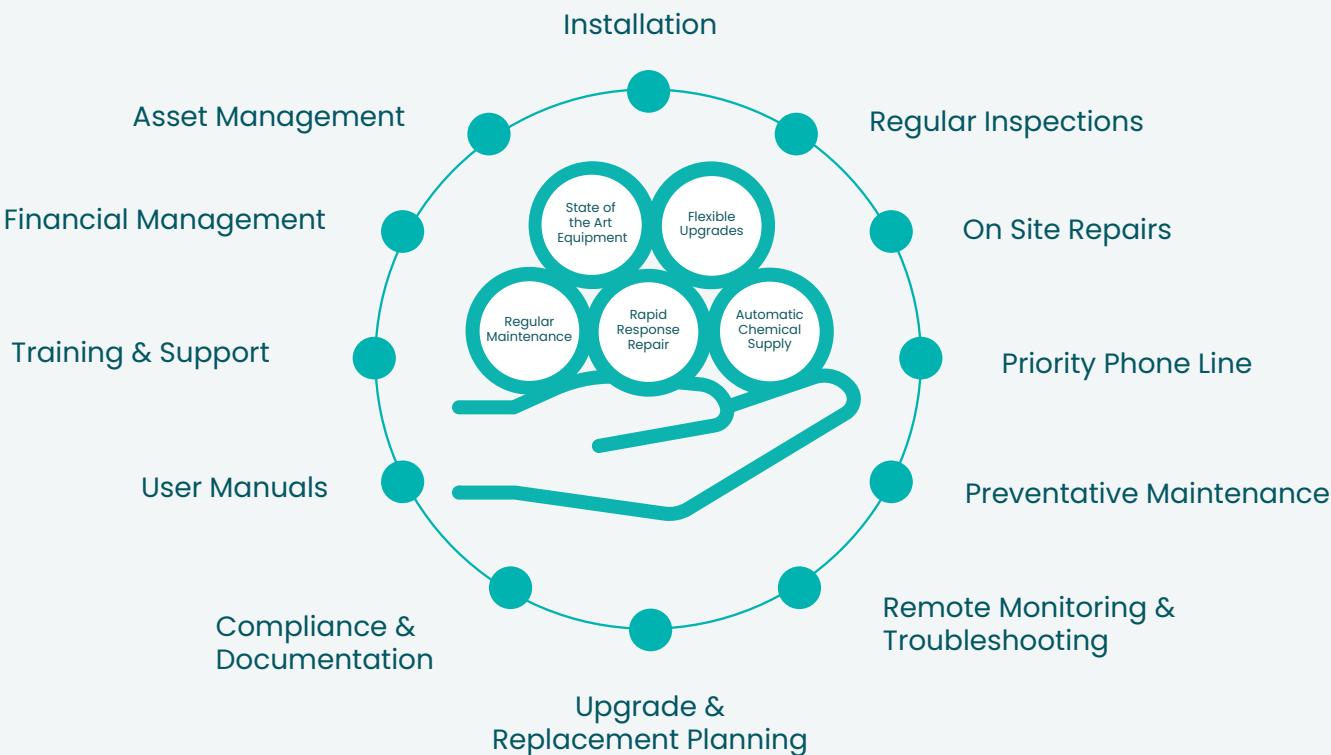 Installation
Asset Management
Regular Inspections
Financial Management
On Site Repairs
State of
the Art
Equipment
Flexible
Upgrades
Regular
Maintenance
Rapid
Response
Repair
Automatic
Chemical
Supply
Training & Support
Priority Phone Line
User Manuals
Preventative Maintenance
Compliance &
Documentation
Remote Monitoring &
Troubleshooting
Upgrade &
Replacement Planning